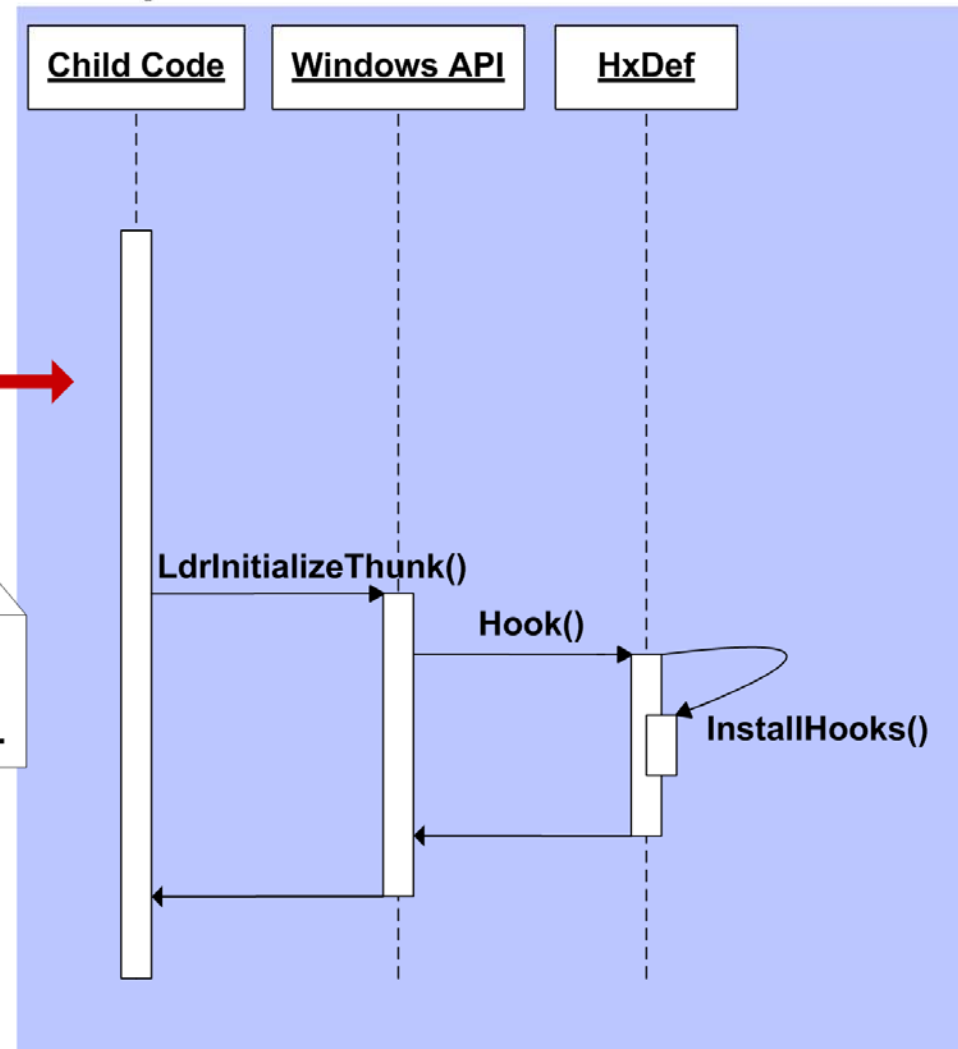 Child Code
Windows API
HxDef
LdrInitializeThunk()
Hook()
InstallHooks()
.